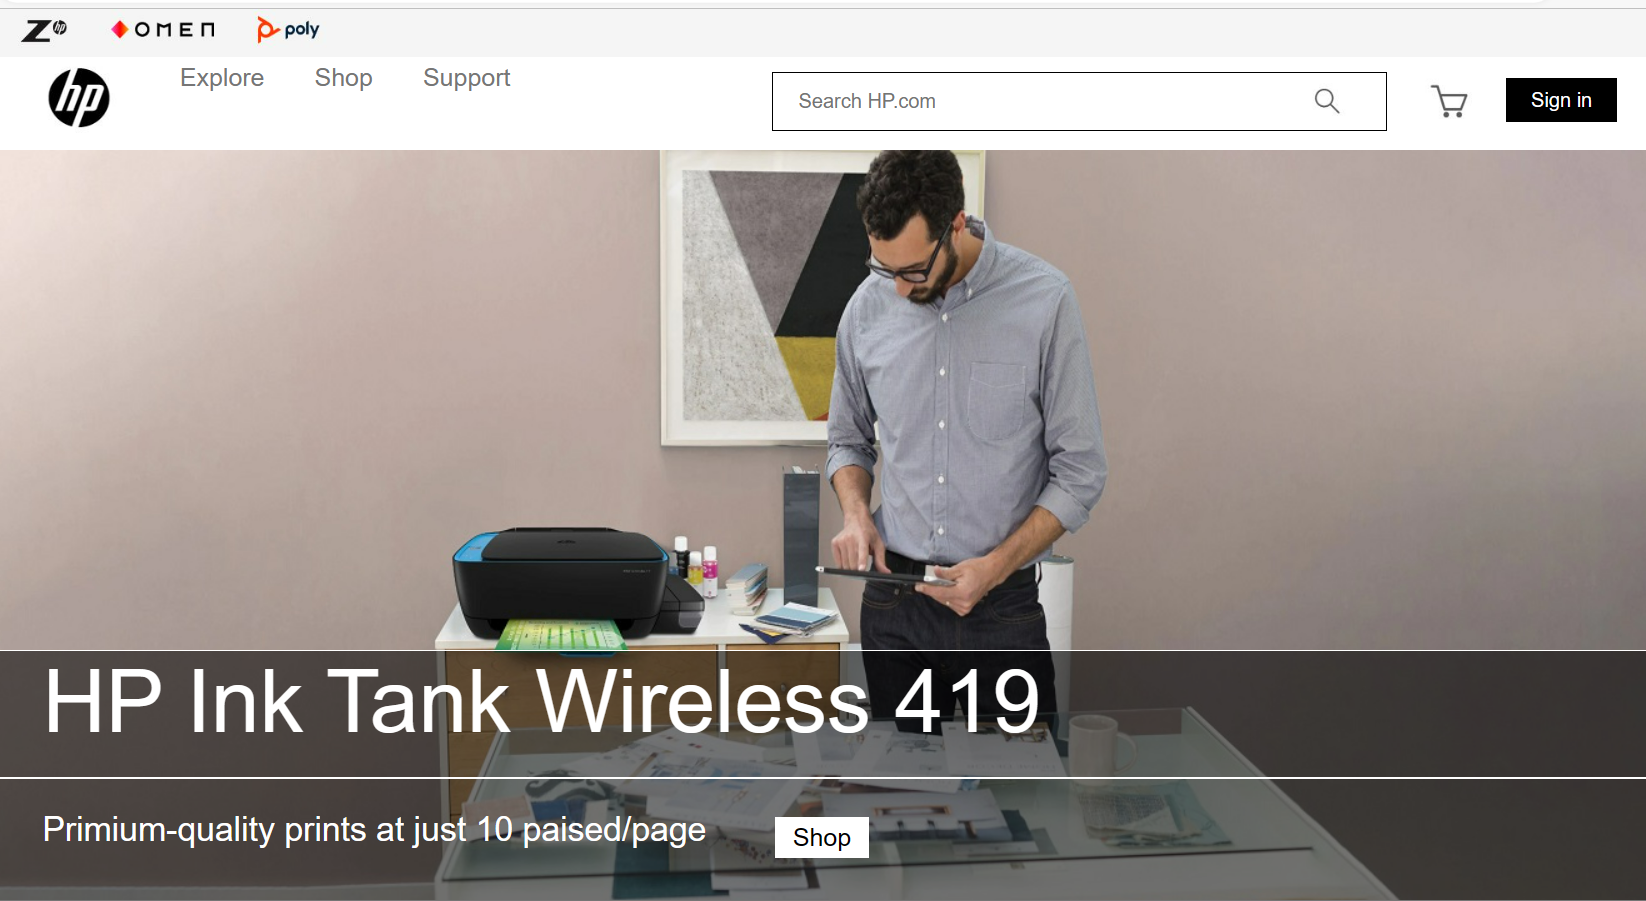 Z hp
OMEN
poly
hp
Explore
Shop
Support
Search HP.com
Sign in
HP Ink Tank Wireless 419
Primium-quality prints at just 10 paised/page
Shop